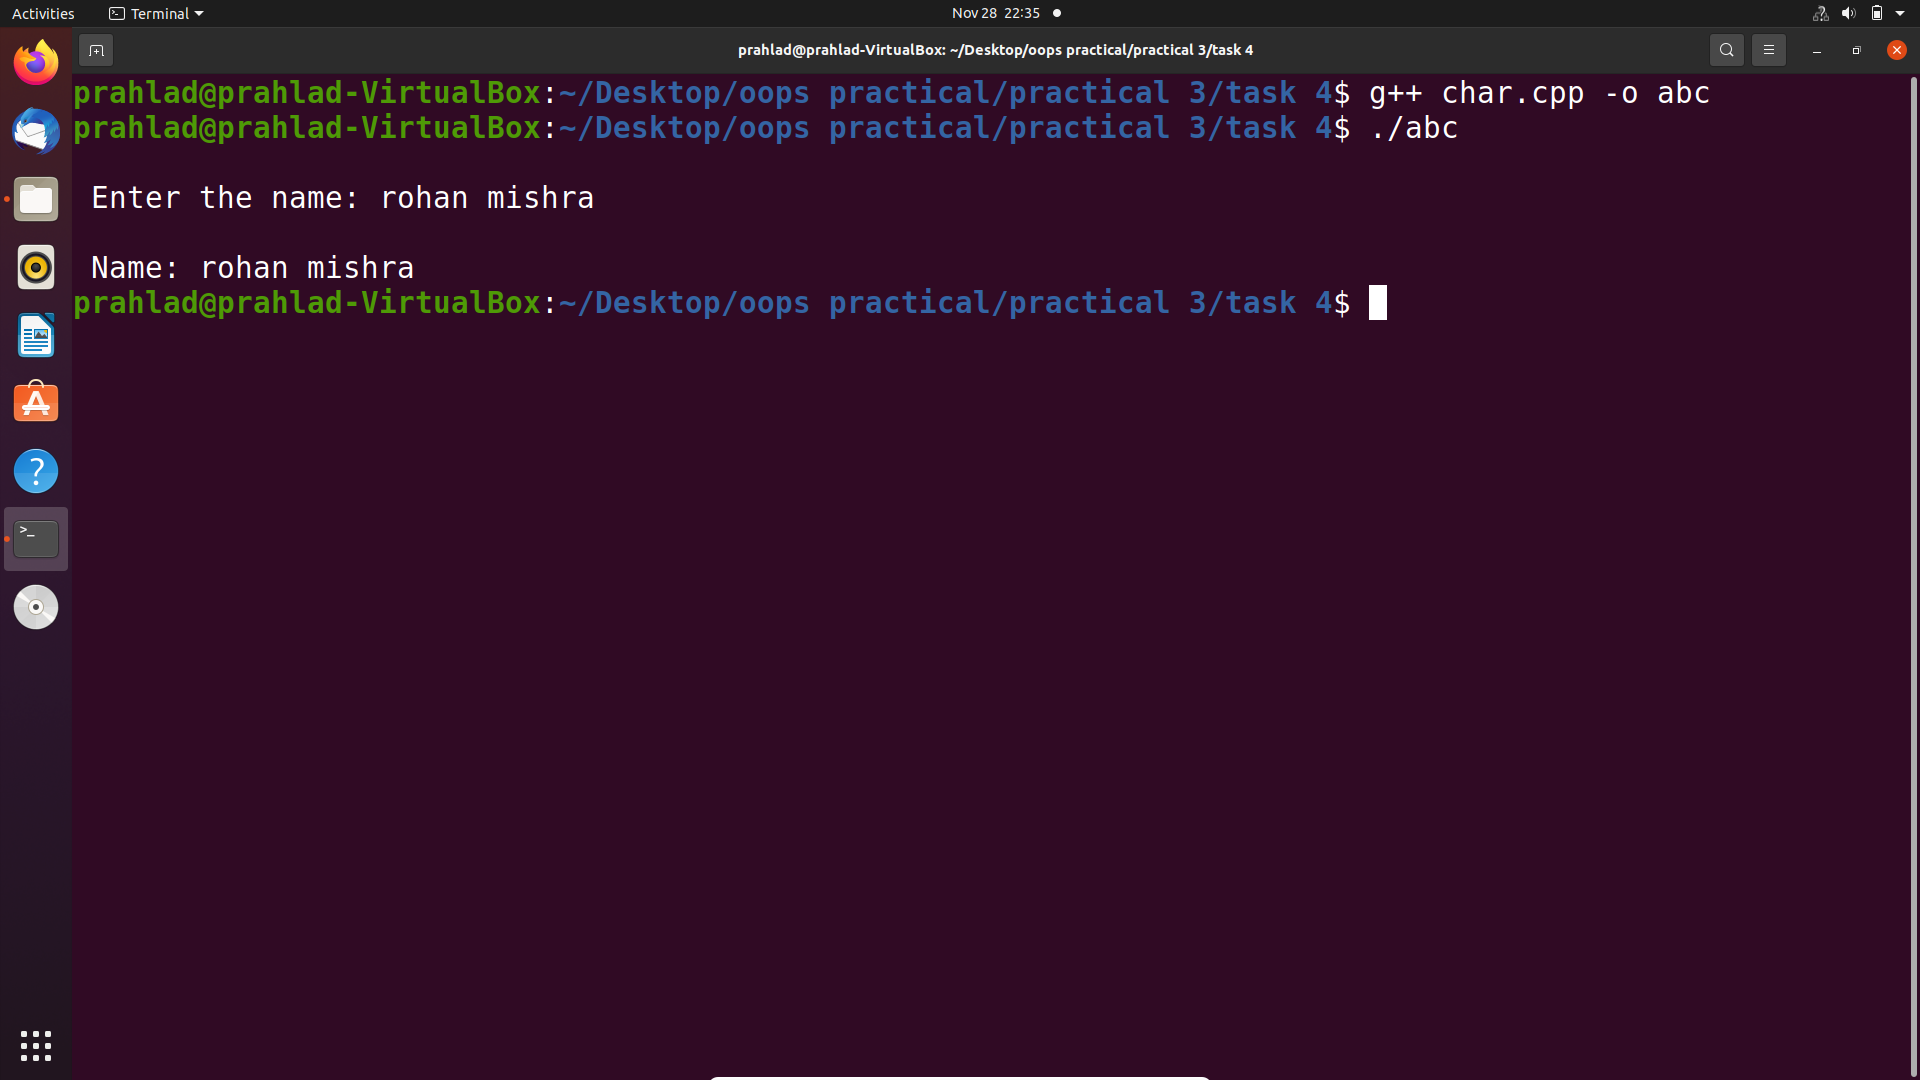 Activities Terminal Nov 28 22:35
prahlad@prahlad-VirtualBox: ~/Desktop/oops practical/practical 3/task 4
prahlad@prahlad-VirtualBox:~/Desktop/oops practical/practical 3/task 4$ g++ char.cpp -o abc
prahlad@prahlad-VirtualBox:~/Desktop/oops practical/practical 3/task 4$ ./abc
Enter the name: rohan mishra
Name: rohan mishra
prahlad@prahlad-VirtualBox:~/Desktop/oops practical/practical 3/task 4$